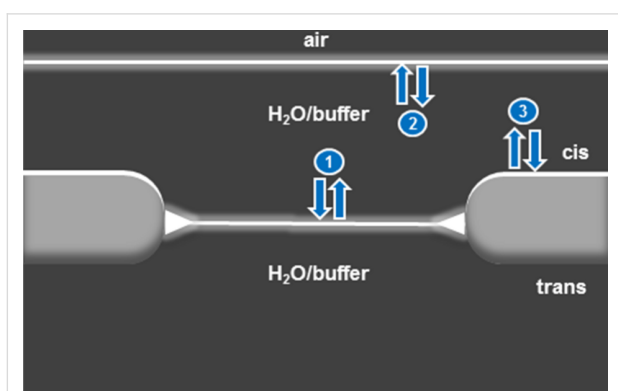 air
H₂O/buffer
2
3
cis
1
H₂O/buffer
trans